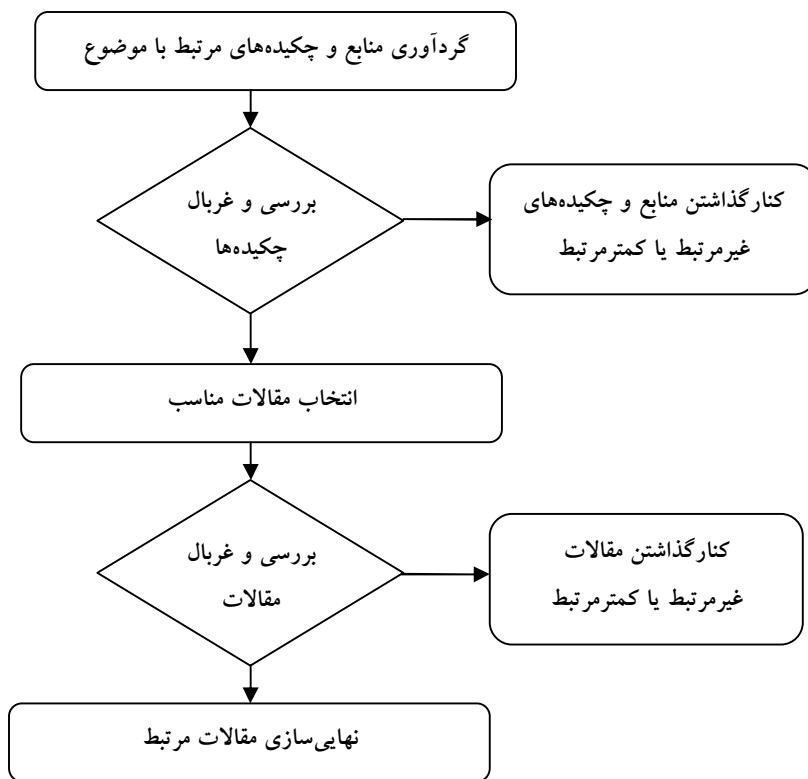 گردآوری منابع و چکیده‌های مرتبط با موضوع
بررسی و غربال
چکیده‌ها
کنارگذاشتن منابع و چکیده‌های
غیرمرتبط یا کمترمرتبط
انتخاب مقالات مناسب
بررسی و غربال
مقالات
کنارگذاشتن مقالات
غیرمرتبط یا کمترمرتبط
نهایی‌سازی مقالات مرتبط